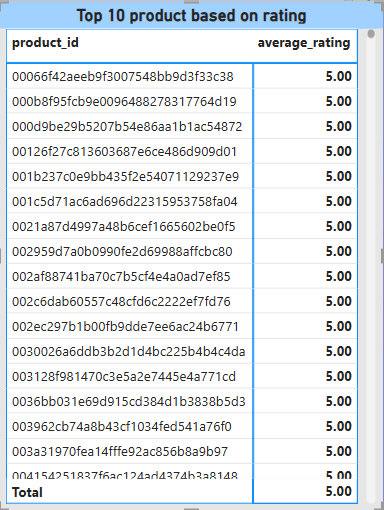 Top 10 product based on rating
product_id average_rating
00066f42aeeb9f3007548bb9d3f33c38 5.00
000b8f95fcb9e0096488278317764d19 5.00
000d9be29b5207b54e86aa1b1ac54872 5.00
00126f27c813603687e6ce486d909d01 5.00
001b237c0e9bb435f2e54071129237e9 5.00
001c5d71ac6ad696d22315953758fa04 5.00
0021a87d4997a48b6cef1665602be0f5 5.00
002959d7a0b0990fe2d69988affcbc80 5.00
002af88741ba70c7b5cf4e4a0ad7ef85 5.00
002c6dab60557c48cfd6c2222ef7fd76 5.00
002ec297b1b00fb9dde7ee6ac24b6771 5.00
0030026a6ddb3b2d1d4bc225b4b4c4da 5.00
003128f981470c3e5a2e7445e4a771cd 5.00
0036bb031e69d915cd384d1b3838b5d3 5.00
003962cb74a8b43cf1034fed541a76f0 5.00
003a31970fea14fffe92ac856b8a9b97 5.00
004154251837f6ac124ad4374b3a8148 5.00
Total 5.00